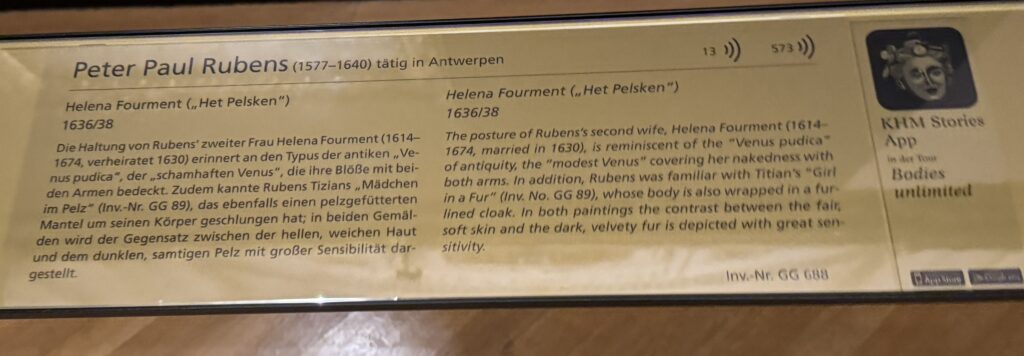 Peter Paul Rubens (1577–1640) tätig in Antwerpen
13 573
Helena Fourment („Het Pelsken")
1636/38
Die Haltung von Rubens' zweiter Frau Helena Fourment (1614–
1674, verheiratet 1630) erinnert an den Typus der antiken „Ve-
nus pudica", der „schamhaften Venus", die ihre Blöße mit bei-
den Armen bedeckt. Zudem kannte Rubens Tizians „Mädchen
im Pelz" (Inv.-Nr. GG 89), das ebenfalls einen pelzgefütterten
Mantel um seinen Körper geschlungen hat; in beiden Gemäl-
den wird der Gegensatz zwischen der hellen, weichen Haut
und dem dunklen, samtigen Pelz mit großer Sensibilität dar-
gestellt.
Helena Fourment („Het Pelsken")
1636/38
The posture of Rubens's second wife, Helena Fourment (1614–
1674, married in 1630), is reminiscent of the "Venus pudica"
of antiquity, the "modest Venus" covering her nakedness with
both arms. In addition, Rubens was familiar with Titian's "Girl
in a Fur" (Inv. No. GG 89), whose body is also wrapped in a fur-
lined cloak. In both paintings the contrast between the fair,
soft skin and the dark, velvety fur is depicted with great sen-
sitivity.
Inv.-Nr. GG 688
KHM Stories
App
in der Tour
Bodies
unlimited
App Store